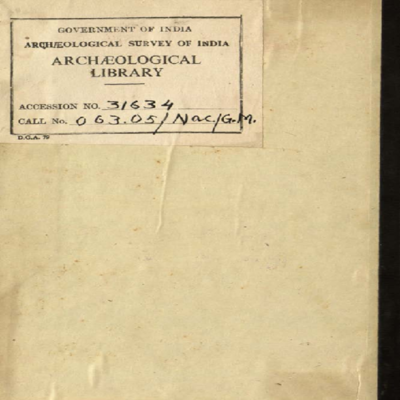 GOVERNMENT OF INDIA
ARCHÆOLOGICAL SURVEY OF INDIA
ARCHÆOLOGICAL
LIBRARY
ACCESSION NO. 31634
CALL No. 063.05/Nac/G.M.
D.G.A. 79